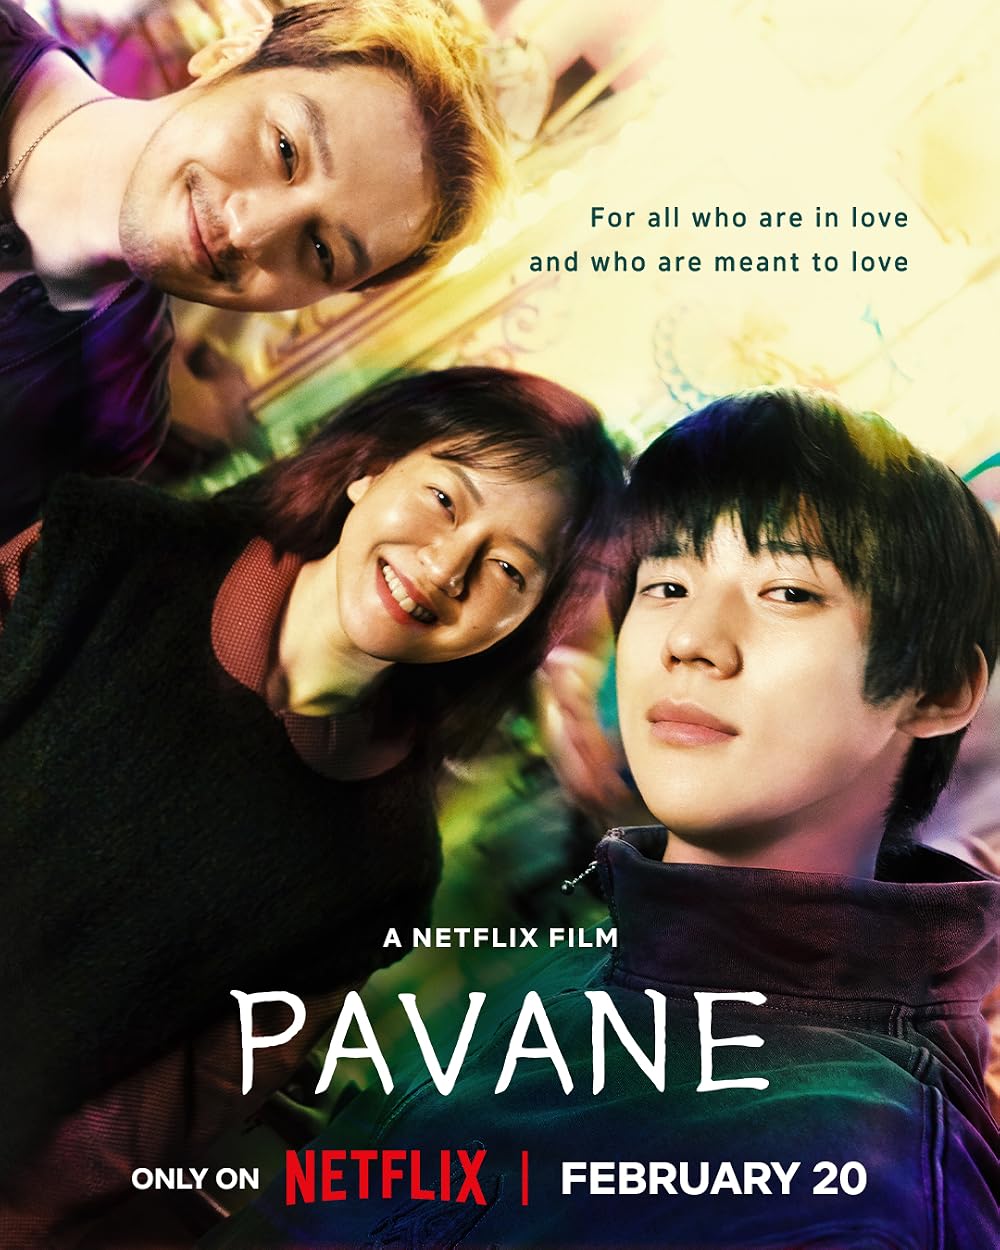 For all who are in love
and who are meant to love
A NETFLIX FILM
PAVANE
ONLY ON NETFLIX | FEBRUARY 20